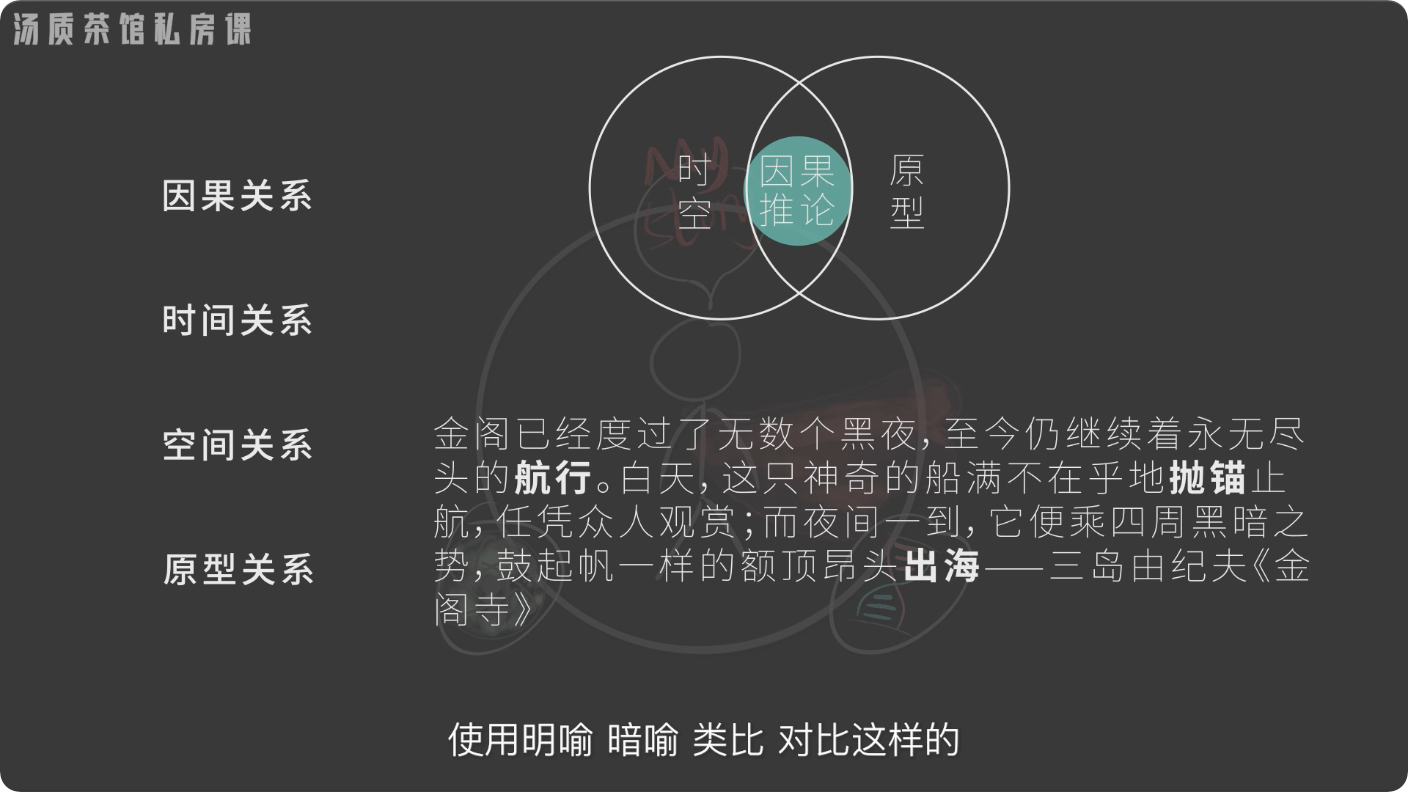 汤质茶馆私房课
My
story
时空
因果
推论
原型
因果关系
时间关系
空间关系
原型关系
金阁已经度过了无数个黑夜，至今仍继续着永无尽
头的航行。白天，这只神奇的船满不在乎地抛锚止
航，任凭众人观赏；而夜间一到，它便乘四周黑暗之
势，鼓起帆一样的额顶昂头出海——三岛由纪夫《金
阁寺》
使用明喻 暗喻 类比 对比这样的